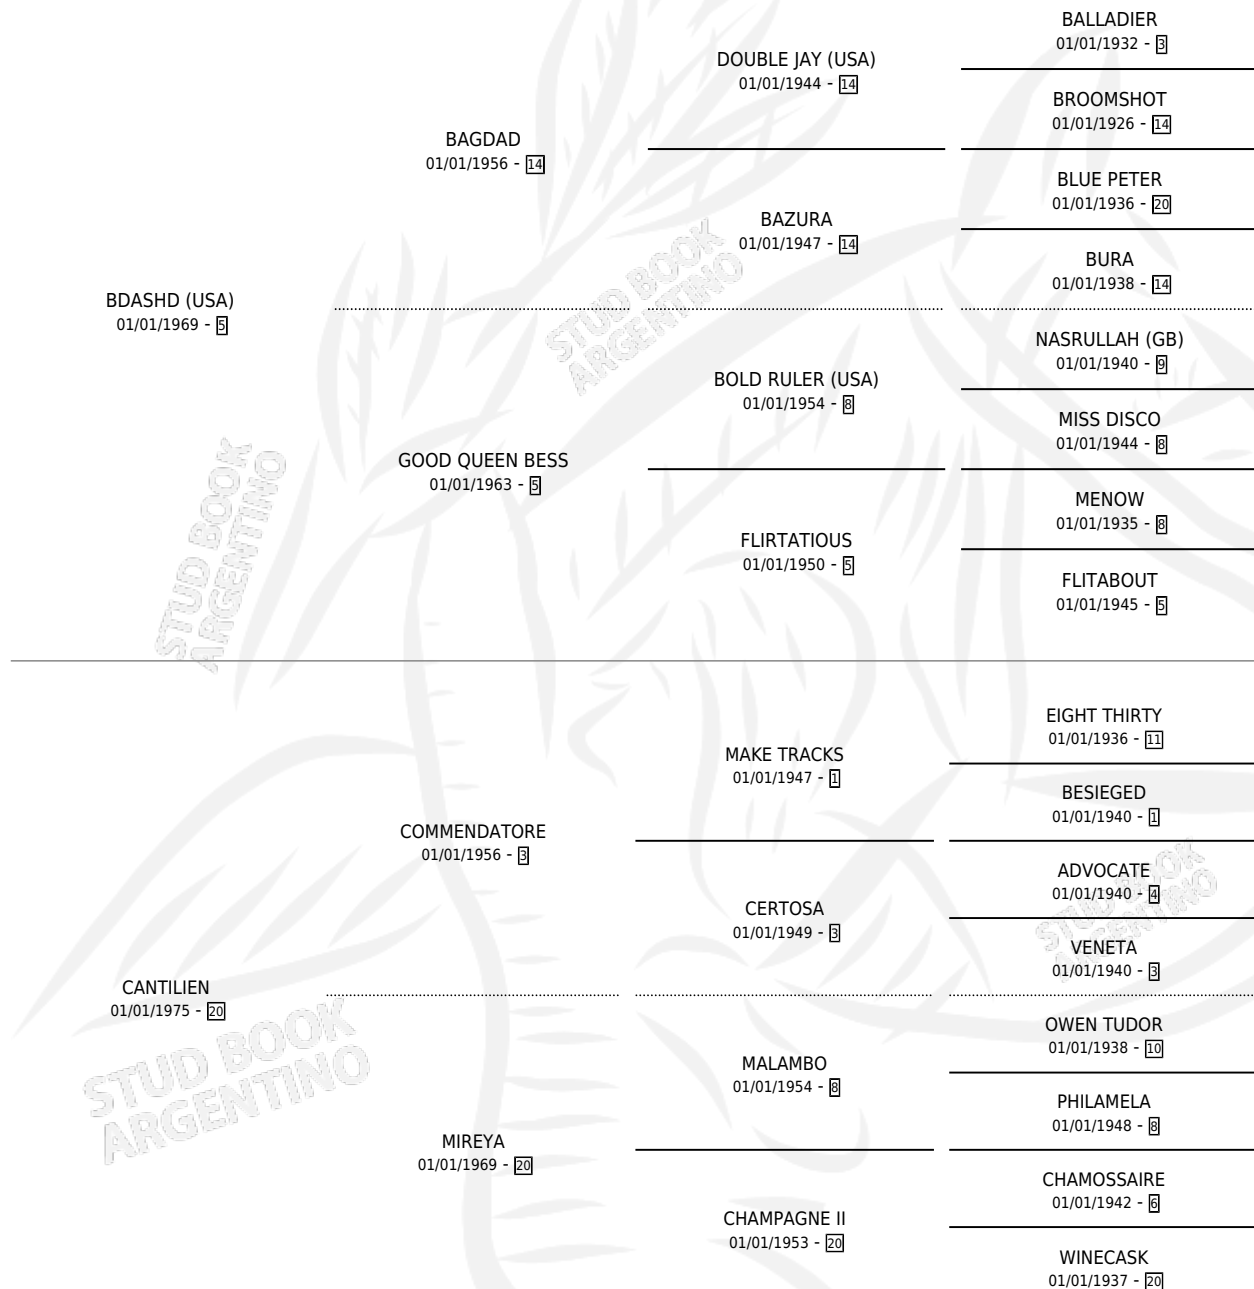 BALLADIER
01/01/1932 - 3
DOUBLE JAY (USA)
01/01/1944 - 14
BROOMSHOT
01/01/1926 - 14
BAGDAD
01/01/1956 - 14
BLUE PETER
01/01/1936 - 20
BAZURA
01/01/1947 - 14
BURA
01/01/1938 - 14
BDASHD (USA)
01/01/1969 - 5
NASRULLAH (GB)
01/01/1940 - 9
BOLD RULER (USA)
01/01/1954 - 8
MISS DISCO
01/01/1944 - 8
GOOD QUEEN BESS
01/01/1963 - 5
MENOW
01/01/1935 - 8
FLIRTATIOUS
01/01/1950 - 5
FLITABOUT
01/01/1945 - 5
STUD BOOK
ARGENTINO
STUD BOOK
ARGENTINO
EIGHT THIRTY
01/01/1936 - 11
MAKE TRACKS
01/01/1947 - 1
BESIEGED
01/01/1940 - 1
COMMENDATORE
01/01/1956 - 3
ADVOCATE
01/01/1940 - 4
CERTOSA
01/01/1949 - 3
VENETA
01/01/1940 - 3
STUD BOOK
ARGENTINO
CANTILIEN
01/01/1975 - 20
OWEN TUDOR
01/01/1938 - 10
MALAMBO
01/01/1954 - 8
PHILAMELA
01/01/1948 - 8
MIREYA
01/01/1969 - 20
CHAMOSSAIRE
01/01/1942 - 6
CHAMPAGNE II
01/01/1953 - 20
WINECASK
01/01/1937 - 20
STUD BOOK
ARGENTINO